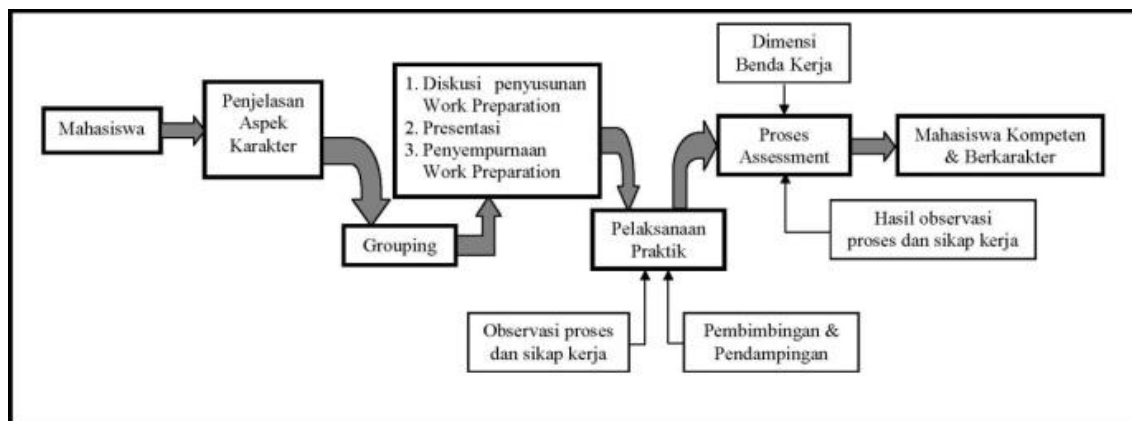 Mahasiswa
Penjelasan
Aspek
Karakter
Grouping
1. Diskusi penyusunan
Work Preparation
2. Presentasi
3. Penyempurnaan
Work Preparation
Pelaksanaan
Praktik
Observasi proses
dan sikap kerja
Pembimbingan &
Pendampingan
Dimensi
Benda Kerja
Proses
Assessment
Hasil observasi
proses dan sikap kerja
Mahasiswa Kompeten
& Berkarakter